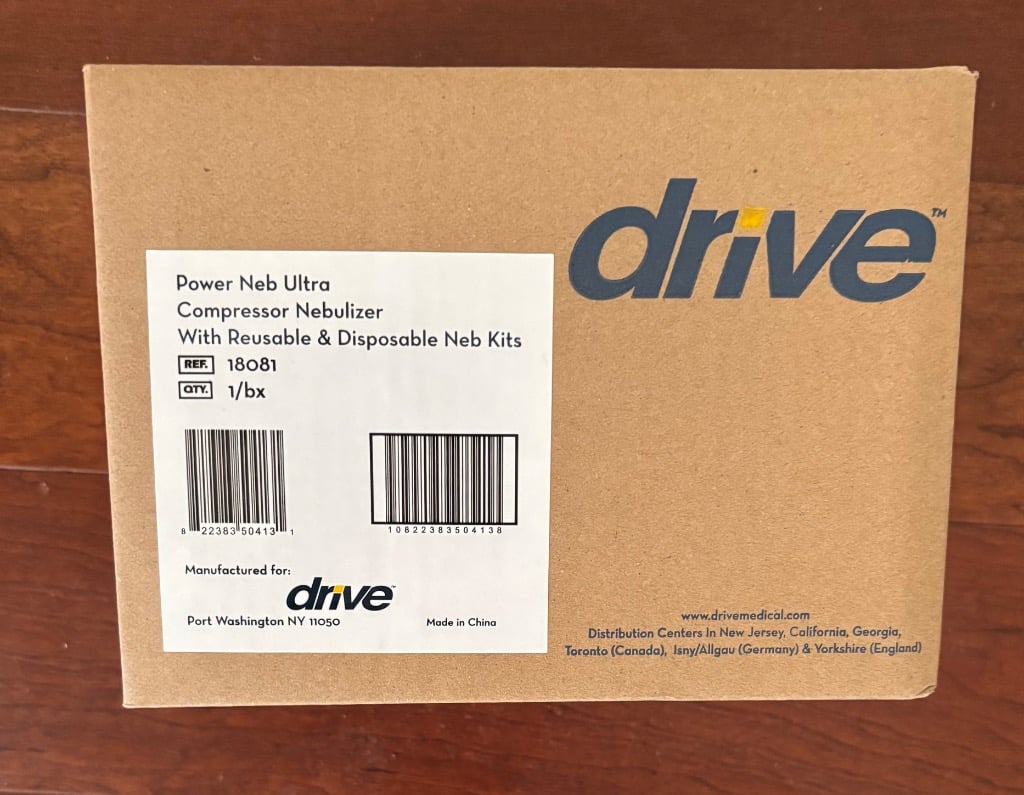 drive™
Power Neb Ultra
Compressor Nebulizer
With Reusable & Disposable Neb Kits
REF. 18081
QTY. 1/bx
8 22383 50413 1
10822383504138
Manufactured for:
drive™
Port Washington NY 11050
Made in China
www.drivemedical.com
Distribution Centers In New Jersey, California, Georgia,
Toronto (Canada), Isny/Allgau (Germany) & Yorkshire (England)